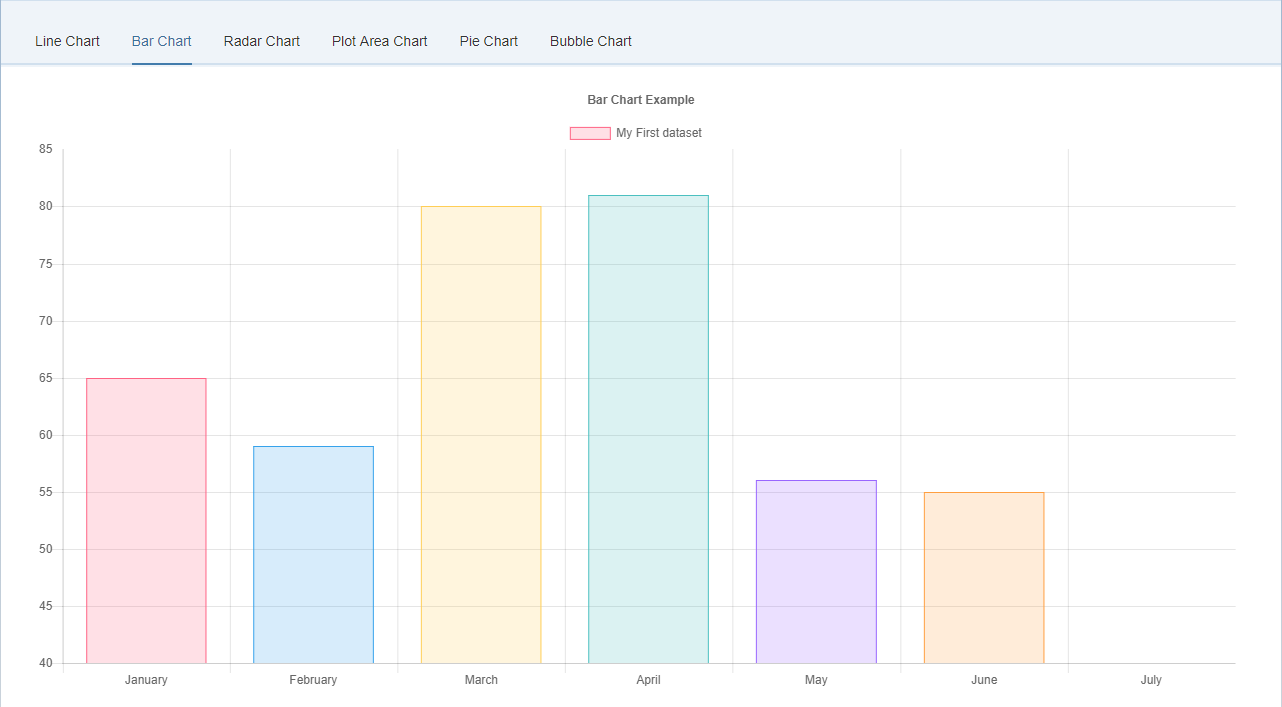 Line Chart Bar Chart Radar Chart Plot Area Chart Pie Chart Bubble Chart
Bar Chart Example
My First dataset
85
80
75
70
65
60
55
50
45
40
January February March April May June July